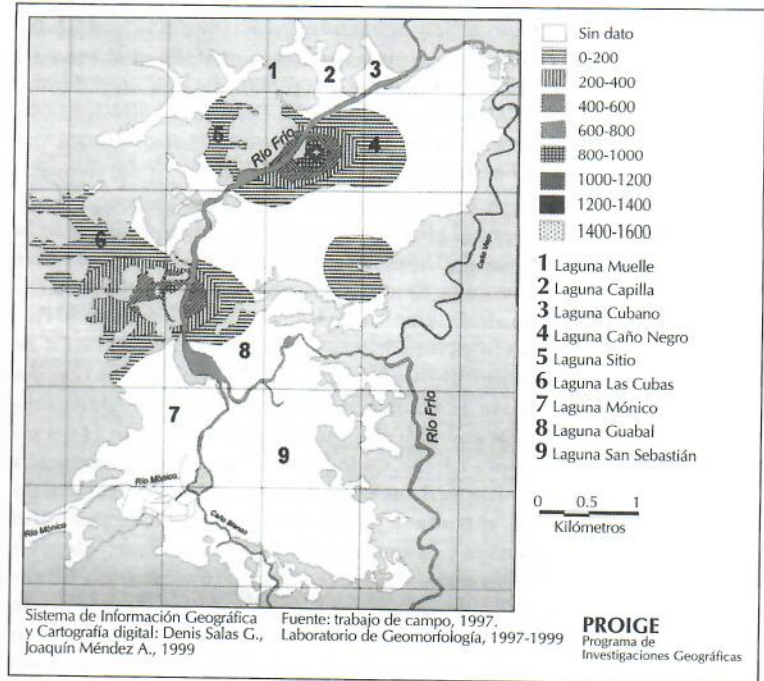 Sin dato
0-200
200-400
400-600
600-800
800-1000
1000-1200
1200-1400
1400-1600
1 Laguna Muelle
2 Laguna Capilla
3 Laguna Cubano
4 Laguna Caño Negro
5 Laguna Sitio
6 Laguna Las Cubas
7 Laguna Mónico
8 Laguna Guabal
9 Laguna San Sebastián
0 0.5 1
Kilómetros
1
2
3
5
Río Frío
4
6
Caño Viejo
8
7
Río Frío
9
Río Mónico
Río Mónico
Caño Blanco
Sistema de Información Geográfica
y Cartografía digital: Denis Salas G.,
Joaquín Méndez A., 1999
Fuente: trabajo de campo, 1997.
Laboratorio de Geomorfología, 1997-1999
PROIGE
Programa de
Investigaciones Geográficas